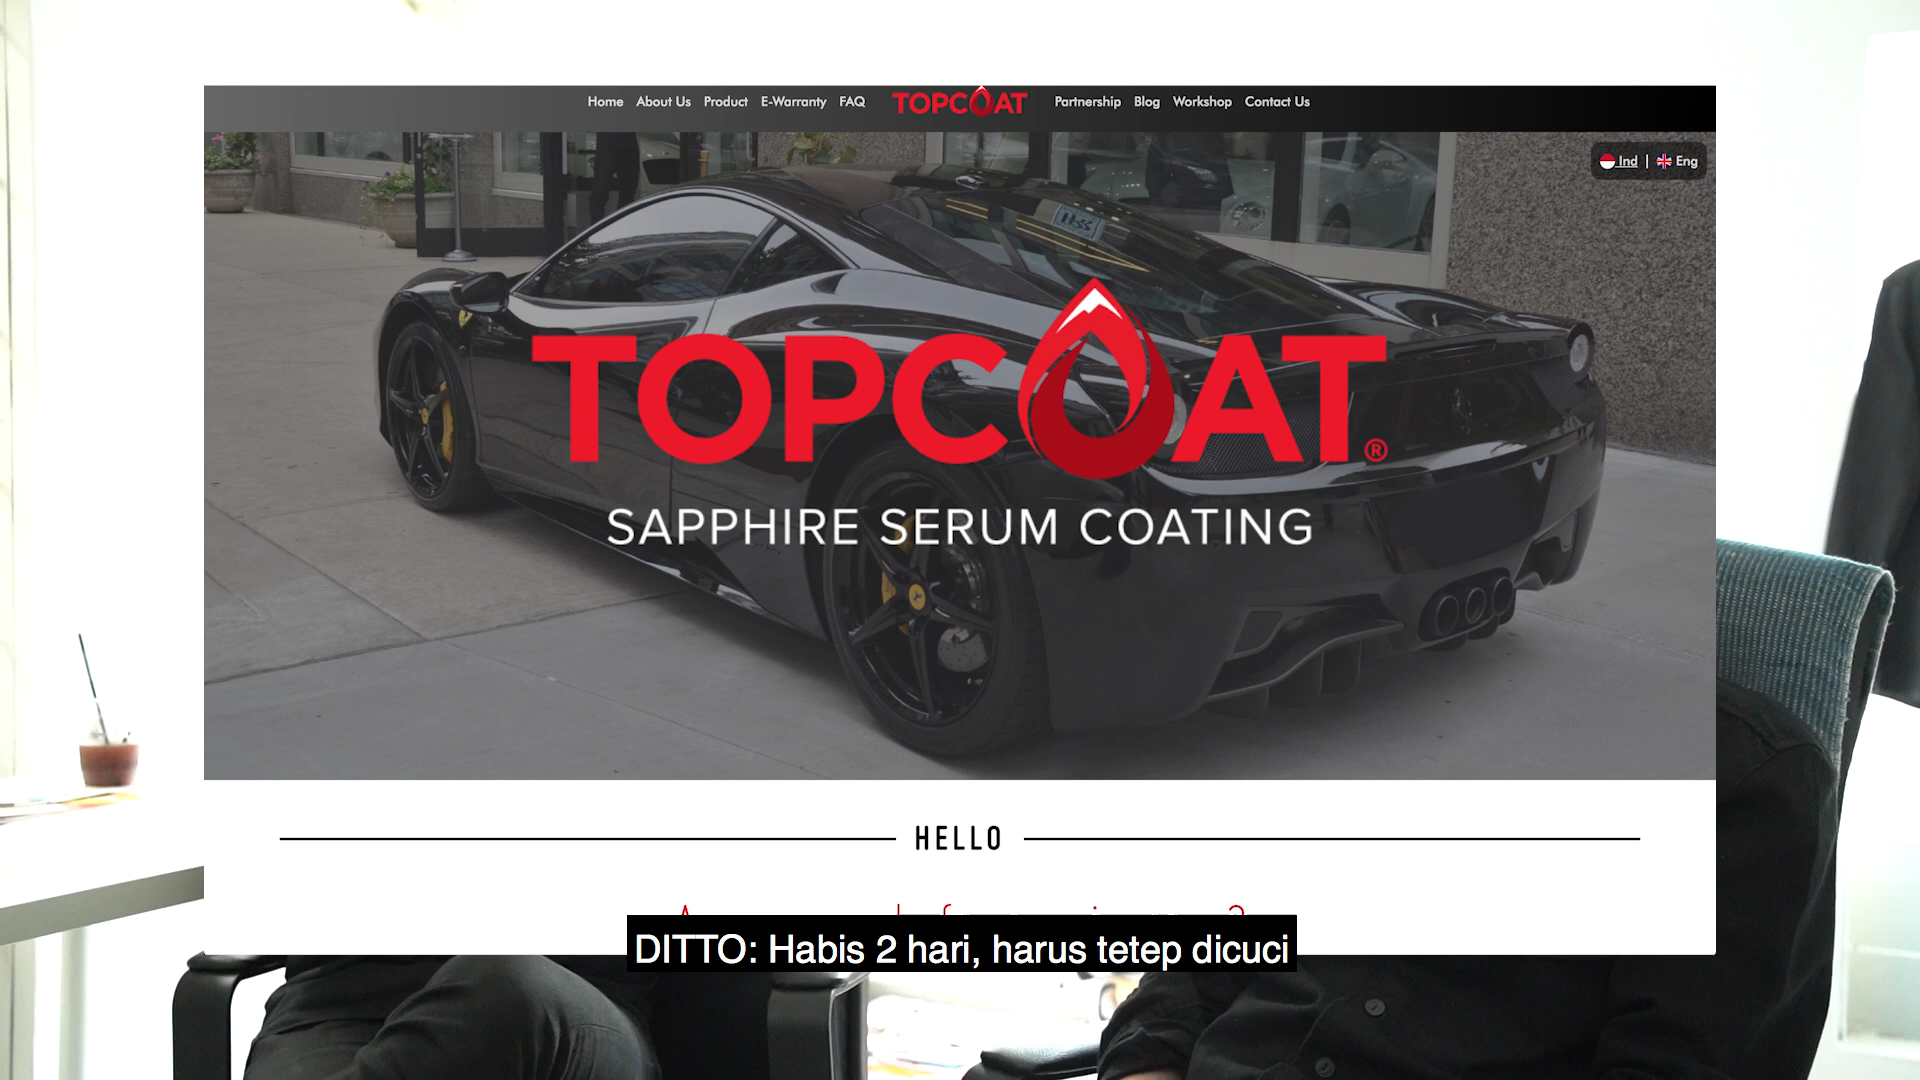 Home About Us Product E-Warranty FAQ TOPCOAT Partnership Blog Workshop Contact Us
Ind | Eng
TOPCOAT®
SAPPHIRE SERUM COATING
HELLO
DITTO: Habis 2 hari, harus tetep dicuci